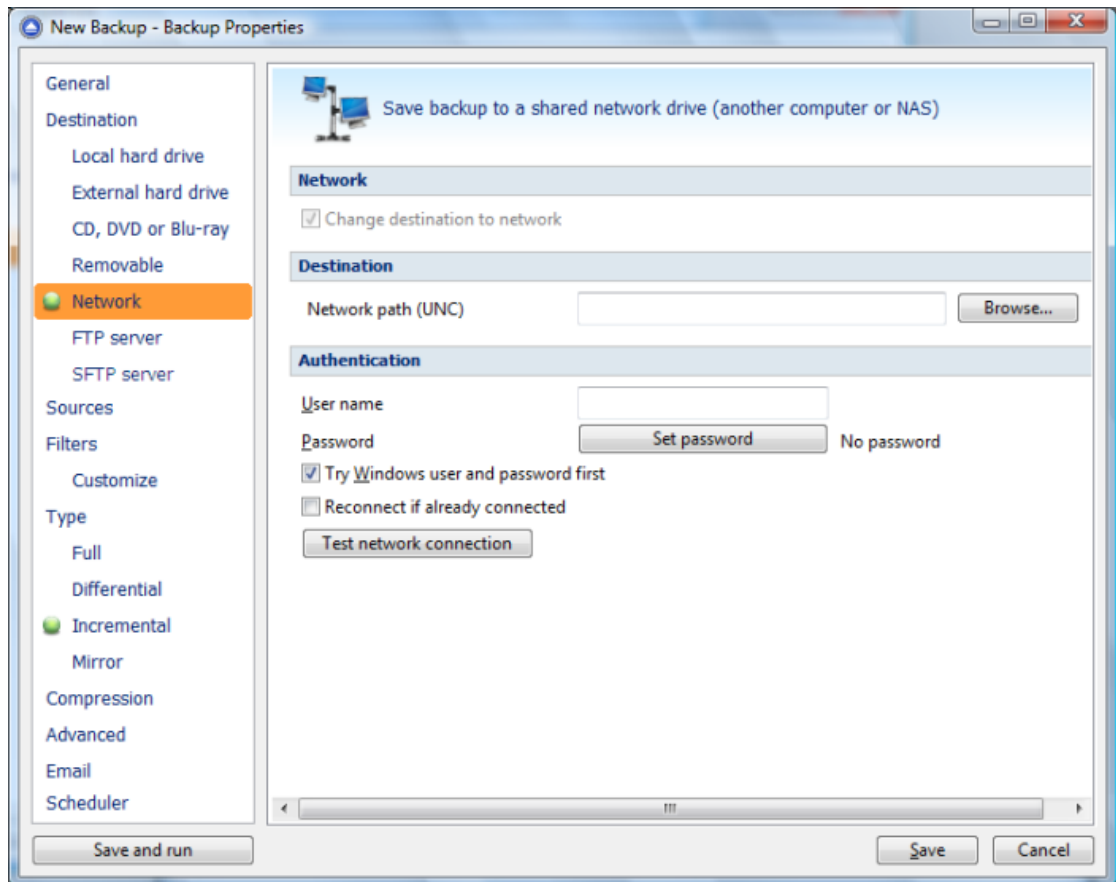 New Backup - Backup Properties
General
Destination
Local hard drive
External hard drive
CD, DVD or Blu-ray
Removable
Network
FTP server
SFTP server
Sources
Filters
Customize
Type
Full
Differential
Incremental
Mirror
Compression
Advanced
Email
Scheduler
Save backup to a shared network drive (another computer or NAS)
Network
Change destination to network
Destination
Network path (UNC) Browse...
Authentication
User name
Password Set password No password
Try Windows user and password first
Reconnect if already connected
Test network connection
Save and run Save Cancel